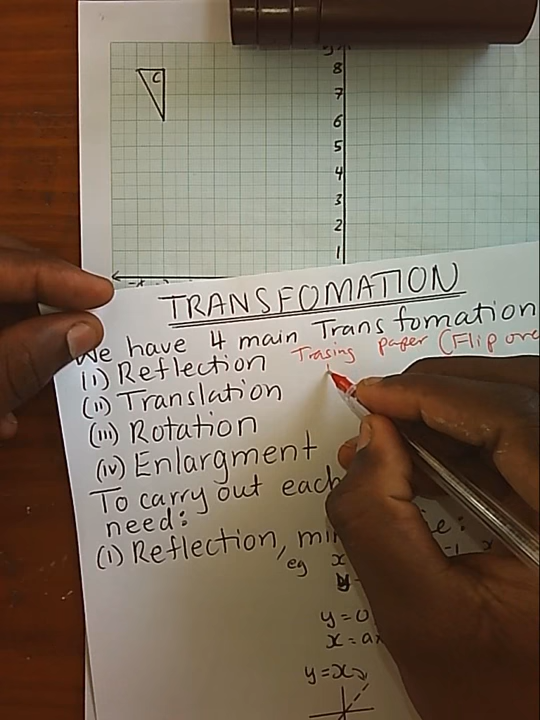 C
8
7
6
5
4
3
2
1
TRANSFOMATION
We have 4 main Transfomation
(i) Reflection Trasing paper (Flip ove
(ii) Translation
(iii) Rotation
(iv) Enlargment
To carry out each
need:
(i) Reflection,
eg x
y = 0
x = a
y = x